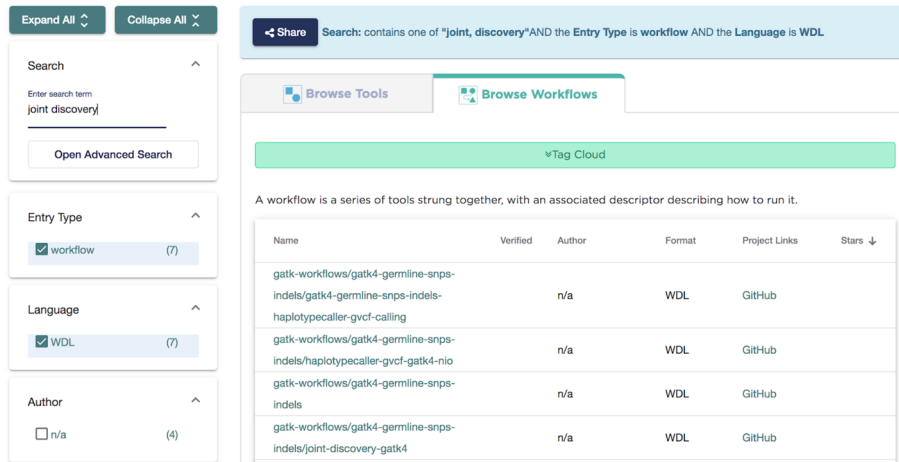 Expand All
Collapse All
Search
Enter search term
joint discovery
Open Advanced Search
Entry Type
workflow (7)
Language
WDL (7)
Author
n/a (4)
Share Search: contains one of "joint, discovery"AND the Entry Type is workflow AND the Language is WDL
Browse Tools
Browse Workflows
Tag Cloud
A workflow is a series of tools strung together, with an associated descriptor describing how to run it.
Name Verified Author Format Project Links Stars
gatk-workflows/gatk4-germline-snps-
indels/gatk4-germline-snps-indels- n/a WDL GitHub
haplotypecaller-gvcf-calling
gatk-workflows/gatk4-germline-snps-
n/a WDL GitHub
indels/haplotypecaller-gvcf-gatk4-nio
gatk-workflows/gatk4-germline-snps-
n/a WDL GitHub
indels
gatk-workflows/gatk4-germline-snps-
n/a WDL GitHub
indels/joint-discovery-gatk4